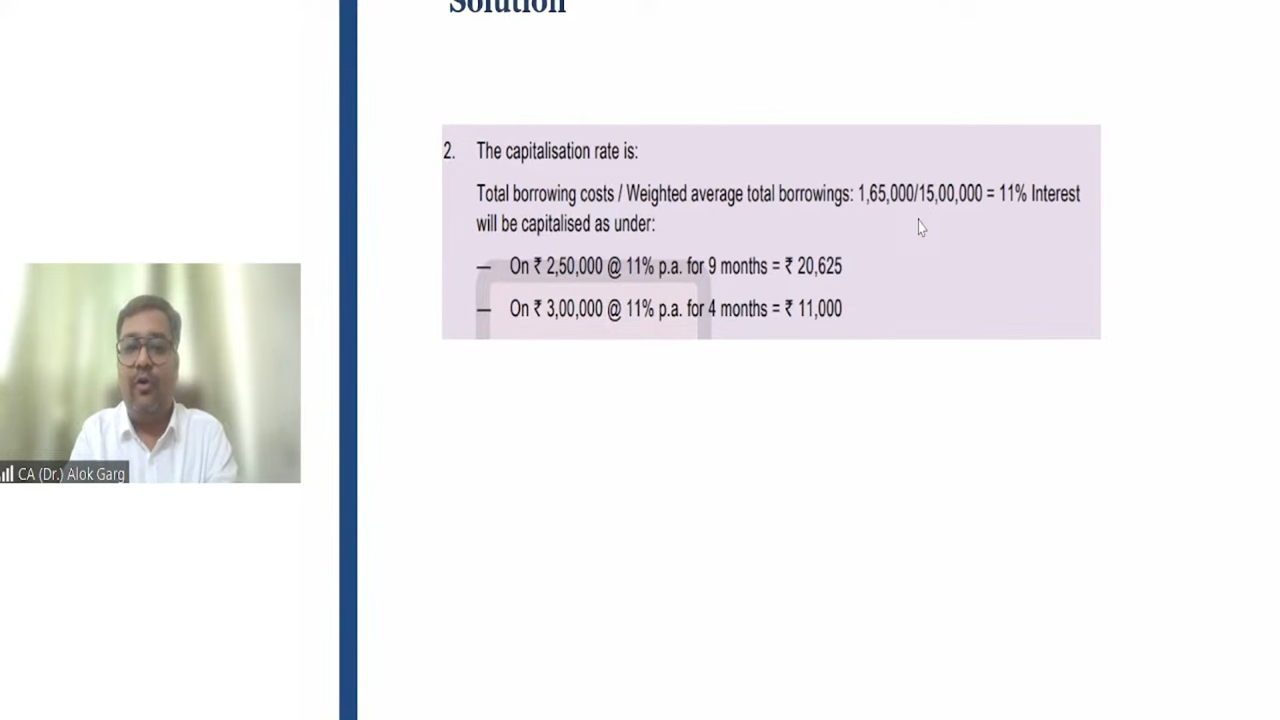 Solution
2. The capitalisation rate is:
Total borrowing costs / Weighted average total borrowings: 1,65,000/15,00,000 = 11% Interest
will be capitalised as under:
— On ₹ 2,50,000 @ 11% p.a. for 9 months = ₹ 20,625
— On ₹ 3,00,000 @ 11% p.a. for 4 months = ₹ 11,000
CA (Dr.) Alok Garg